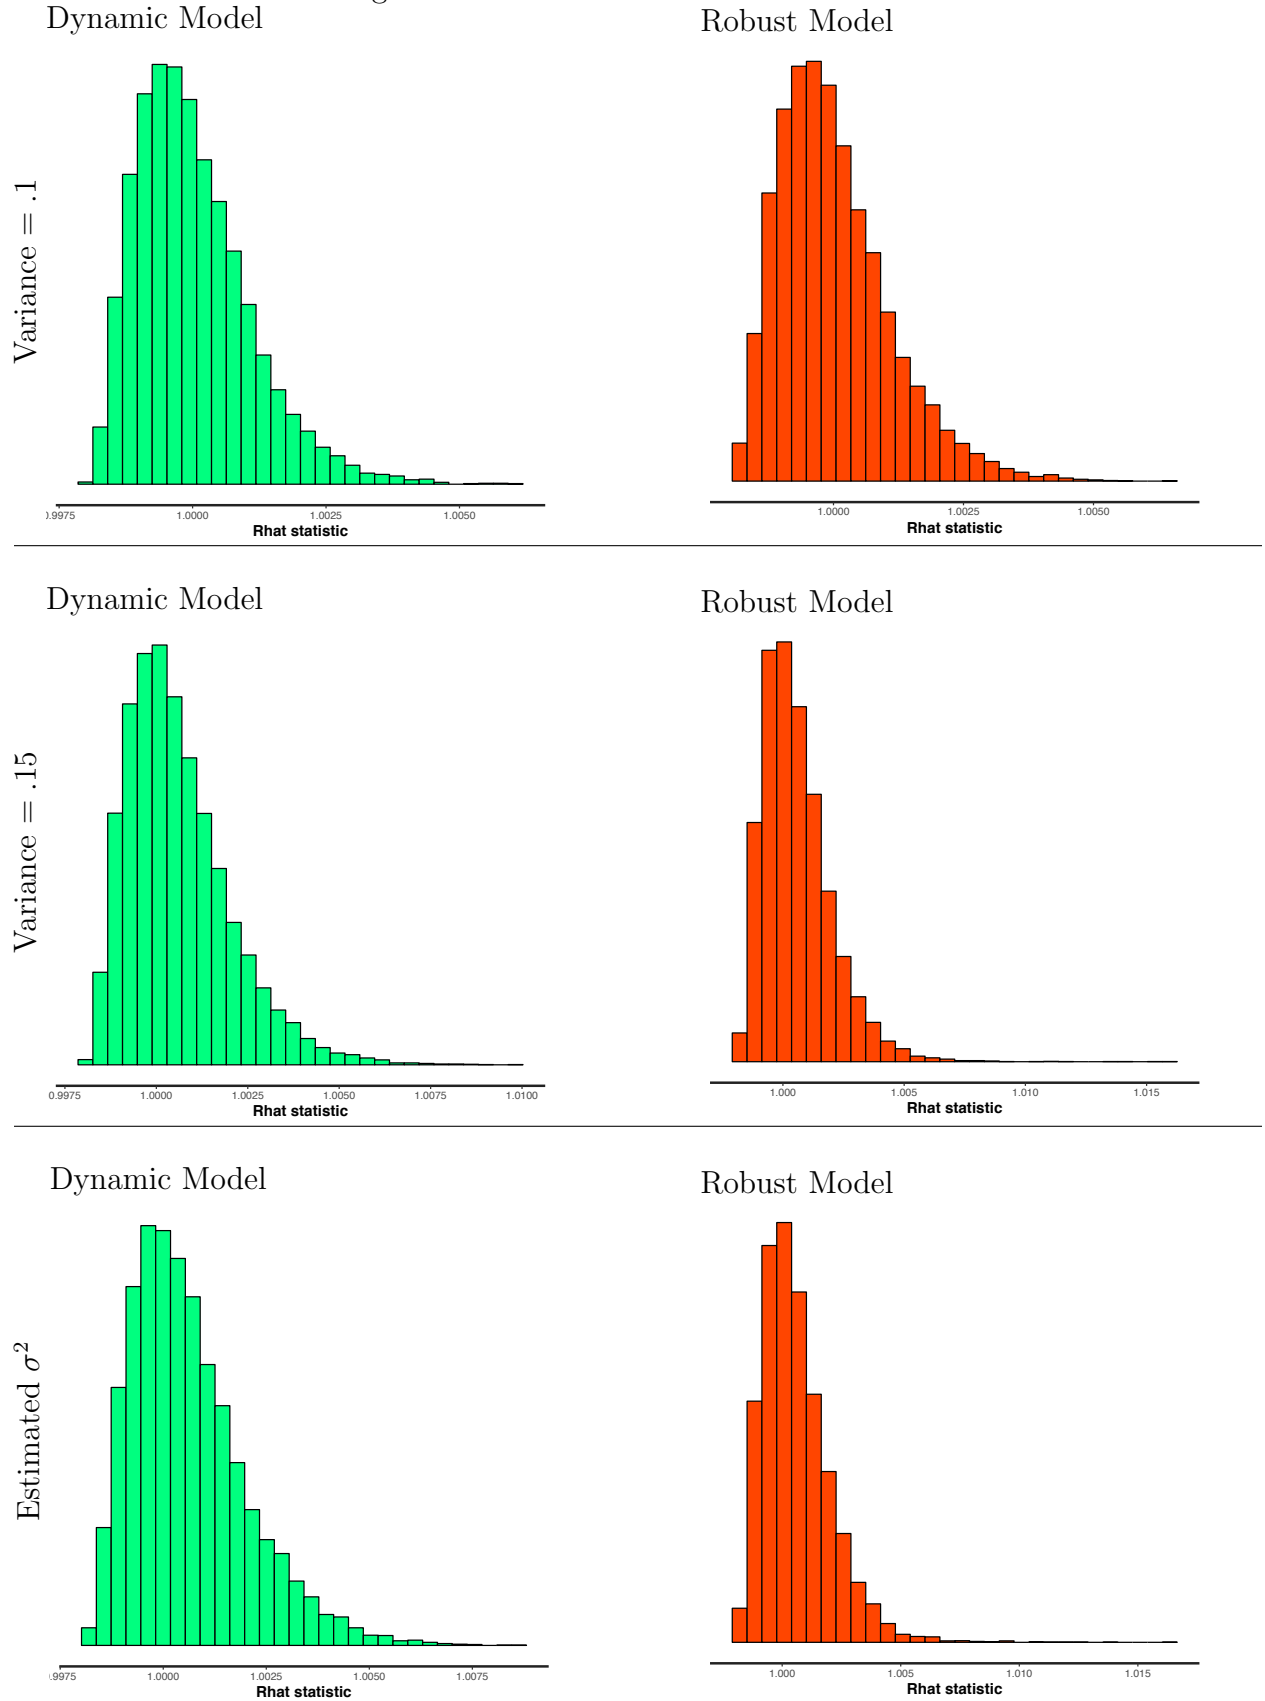 Dynamic Model
Robust Model
Variance = .1
0.9975 1.0000 1.0025 1.0050
Rhat statistic
1.0000 1.0025 1.0050
Rhat statistic
Dynamic Model
Robust Model
Variance = .15
0.9975 1.0000 1.0025 1.0050 1.0075 1.0100
Rhat statistic
1.000 1.005 1.010 1.015
Rhat statistic
Dynamic Model
Robust Model
Estimated σ²
.9975 1.0000 1.0025 1.0050 1.0075
Rhat statistic
1.000 1.005 1.010 1.015
Rhat statistic